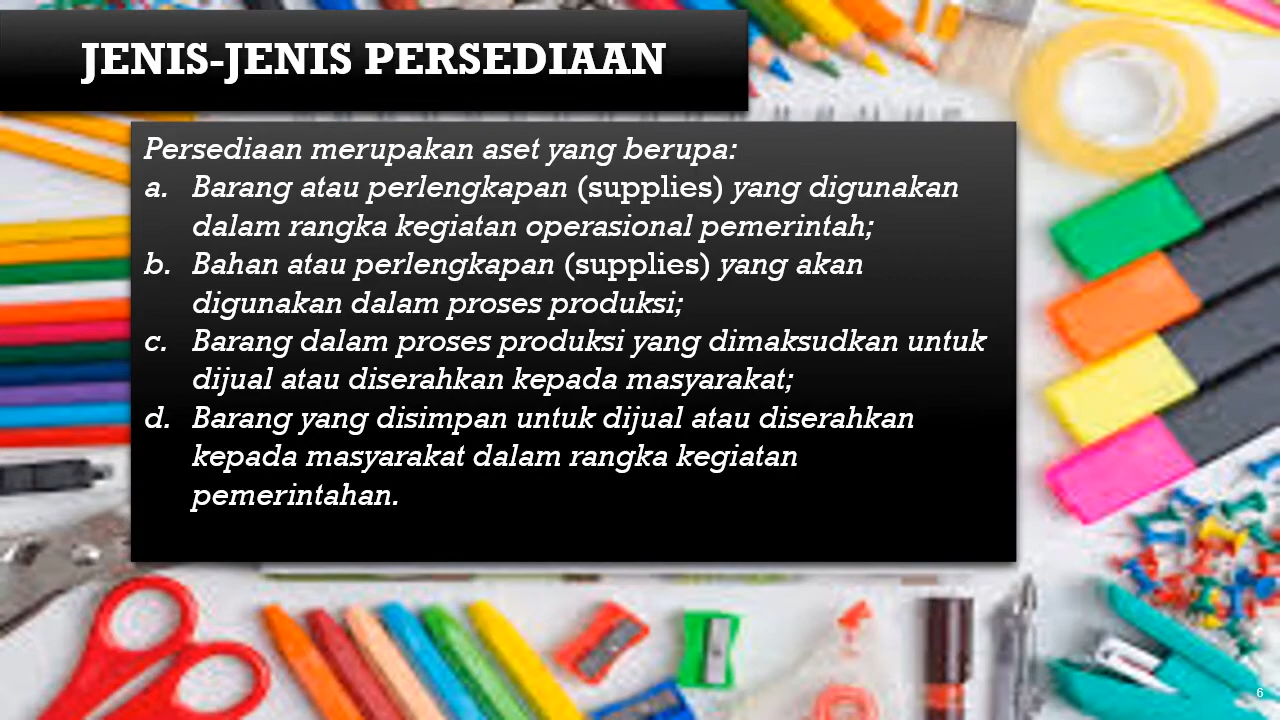 JENIS-JENIS PERSEDIAAN
Persediaan merupakan aset yang berupa:
a. Barang atau perlengkapan (supplies) yang digunakan
dalam rangka kegiatan operasional pemerintah;
b. Bahan atau perlengkapan (supplies) yang akan
digunakan dalam proses produksi;
c. Barang dalam proses produksi yang dimaksudkan untuk
dijual atau diserahkan kepada masyarakat;
d. Barang yang disimpan untuk dijual atau diserahkan
kepada masyarakat dalam rangka kegiatan
pemerintahan.
6